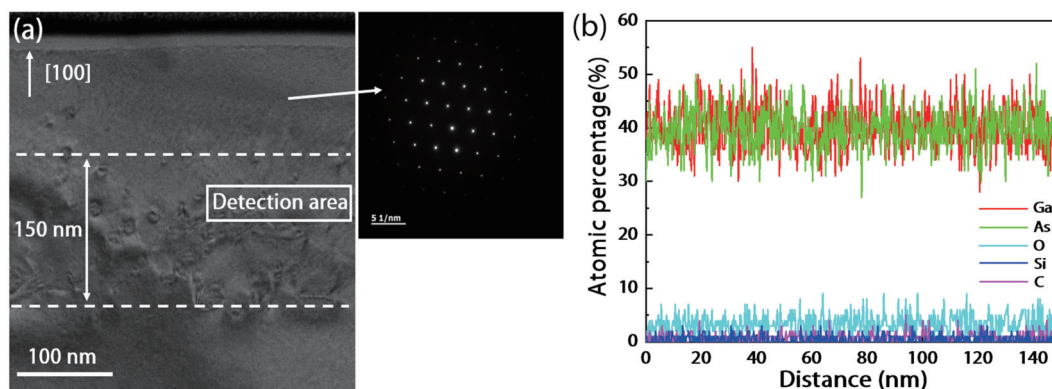 (a)
[100]
Detection area
150 nm
100 nm
5 1/nm
(b)
Atomic percentage(%)
60
50
40
30
20
10
0
Ga
As
O
Si
C
0 20 40 60 80 100 120 140
Distance (nm)